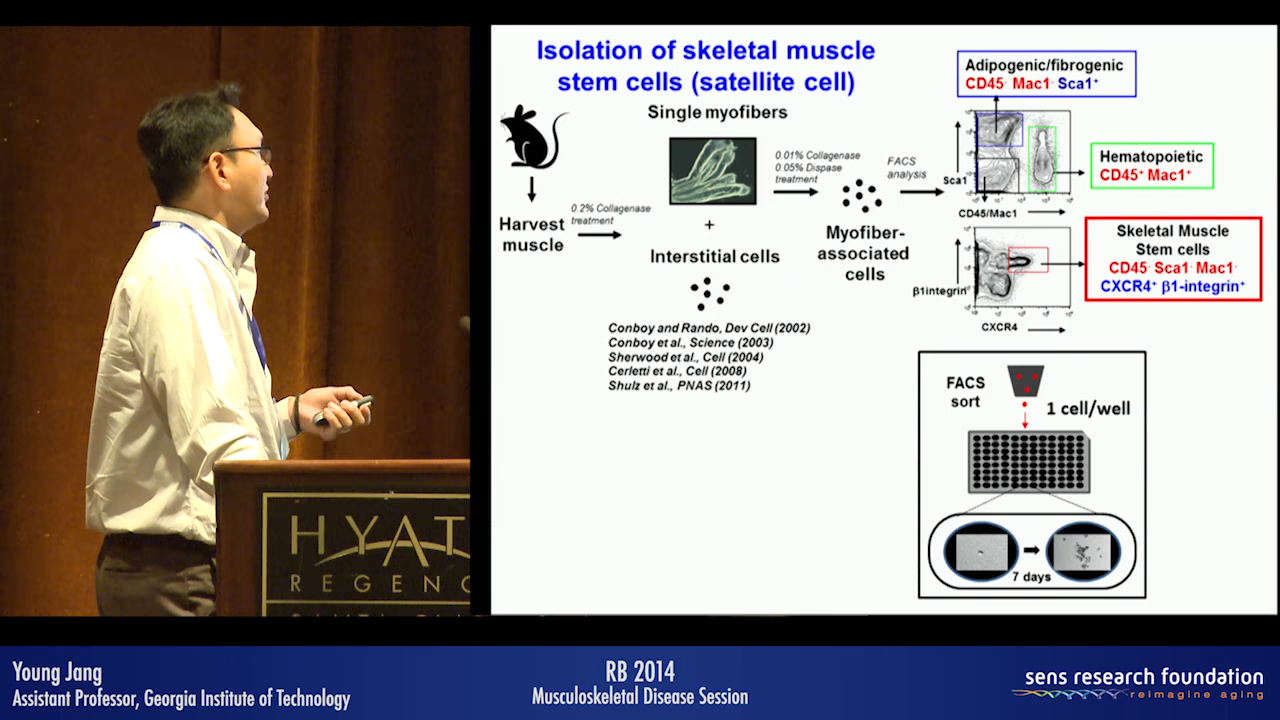 Isolation of skeletal muscle
stem cells (satellite cell)
Single myofibers
Harvest
muscle
0.2% Collagenase
treatment
+
Interstitial cells
0.01% Collagenase
0.05% Dispase
treatment
Myofiber-
associated
cells
FACS
analysis
Adipogenic/fibrogenic
CD45⁻ Mac1⁻ Sca1⁺
Sca1
CD45/Mac1
Hematopoietic
CD45⁺ Mac1⁺
β1integrin
CXCR4
Skeletal Muscle
Stem cells
CD45⁻ Sca1⁻ Mac1⁻
CXCR4⁺ β1-integrin⁺
Conboy and Rando, Dev Cell (2002)
Conboy et al., Science (2003)
Sherwood et al., Cell (2004)
Cerletti et al., Cell (2008)
Shulz et al., PNAS (2011)
FACS
sort
1 cell/well
7 days
HYAT
REGENC
Young Jang
Assistant Professor, Georgia Institute of Technology
RB 2014
Musculoskeletal Disease Session
sens research foundation
reimagine aging